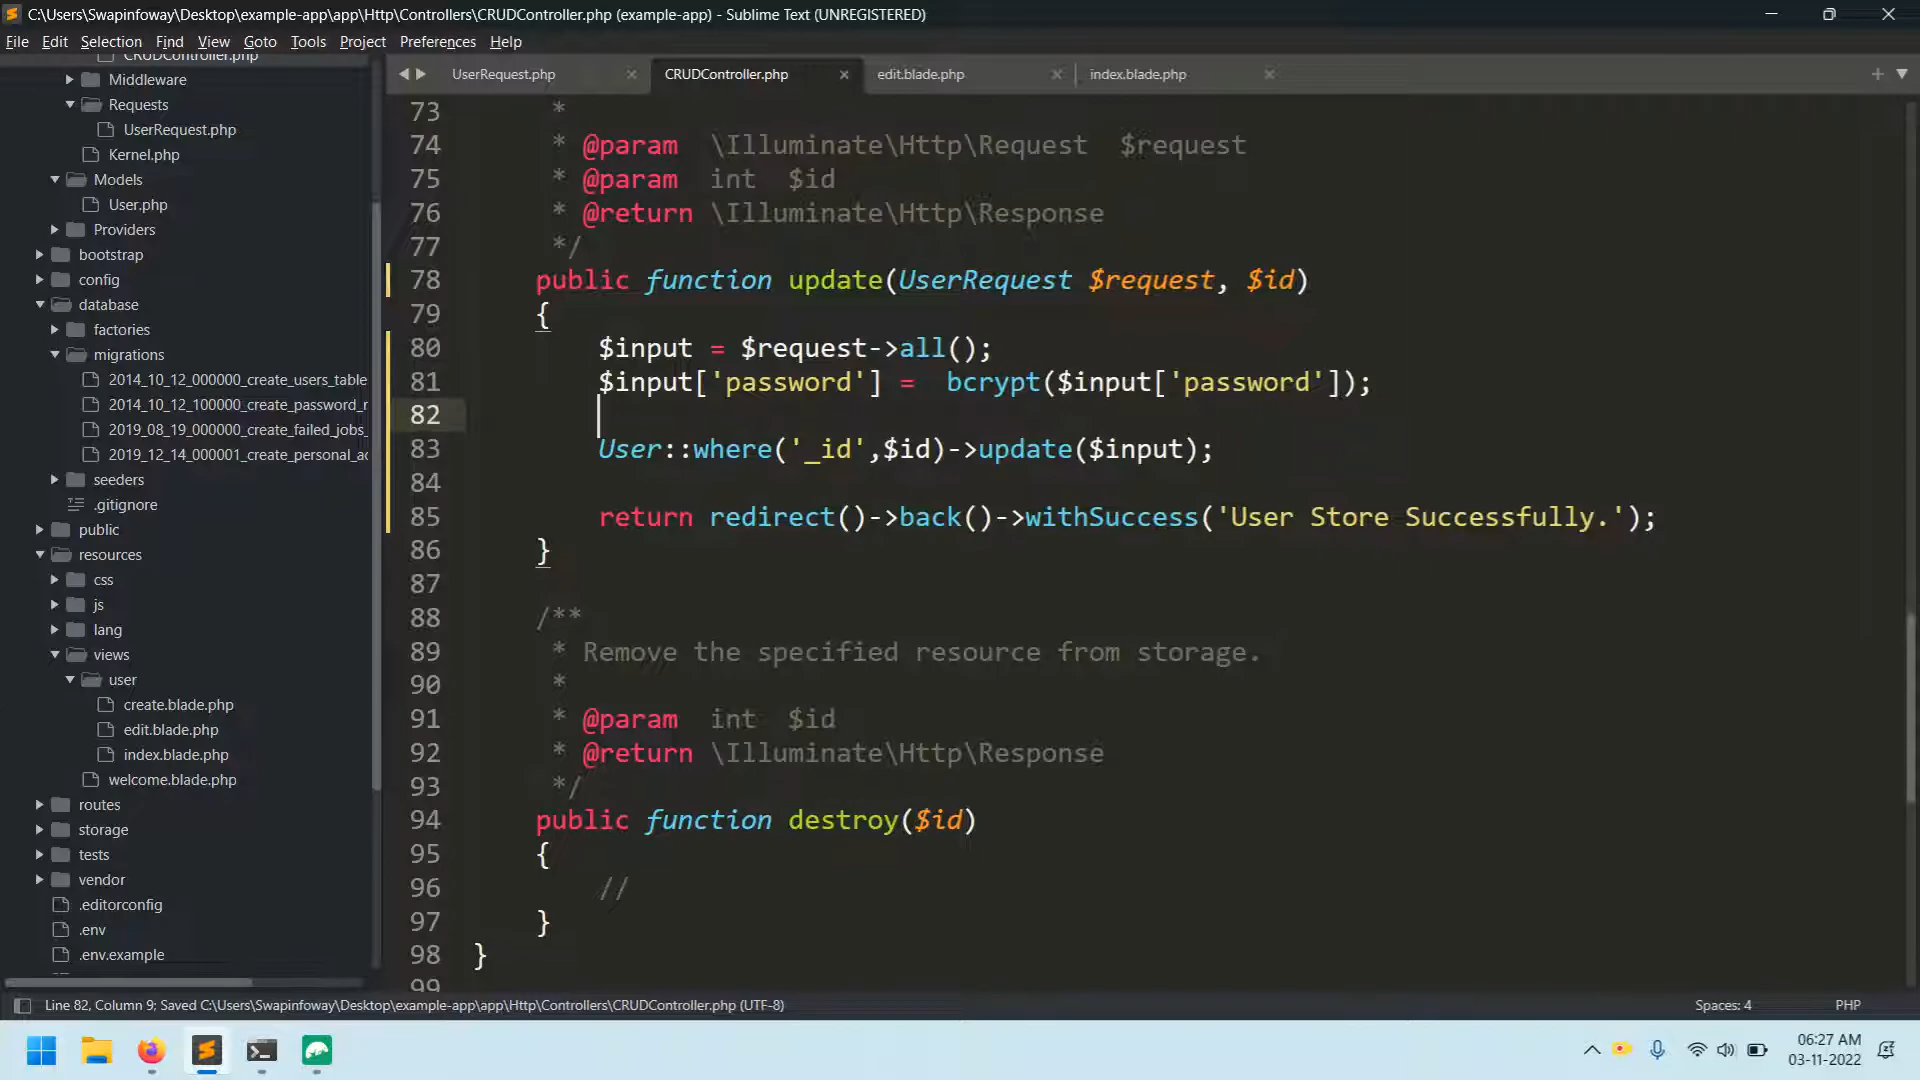 C:\Users\Swapinfoway\Desktop\example-app\app\Http\Controllers\CRUDController.php (example-app) - Sublime Text (UNREGISTERED)
File Edit Selection Find View Goto Tools Project Preferences Help
CRUDController.php
Middleware
Requests
UserRequest.php
Kernel.php
Models
User.php
Providers
bootstrap
config
database
factories
migrations
2014_10_12_000000_create_users_table
2014_10_12_100000_create_password_r
2019_08_19_000000_create_failed_jobs_
2019_12_14_000001_create_personal_ac
seeders
.gitignore
public
resources
css
js
lang
views
user
create.blade.php
edit.blade.php
index.blade.php
welcome.blade.php
routes
storage
tests
vendor
.editorconfig
.env
.env.example
UserRequest.php CRUDController.php edit.blade.php index.blade.php
73 *
74 * @param \Illuminate\Http\Request $request
75 * @param int $id
76 * @return \Illuminate\Http\Response
77 */
78 public function update(UserRequest $request, $id)
79 {
80 $input = $request->all();
81 $input['password'] = bcrypt($input['password']);
82
83 User::where('_id',$id)->update($input);
84
85 return redirect()->back()->withSuccess('User Store Successfully.');
86 }
87
88 /**
89 * Remove the specified resource from storage.
90 *
91 * @param int $id
92 * @return \Illuminate\Http\Response
93 */
94 public function destroy($id)
95 {
96 //
97 }
98 }
99
Line 82, Column 9; Saved C:\Users\Swapinfoway\Desktop\example-app\app\Http\Controllers\CRUDController.php (UTF-8)
Spaces: 4
PHP
06:27 AM
03-11-2022